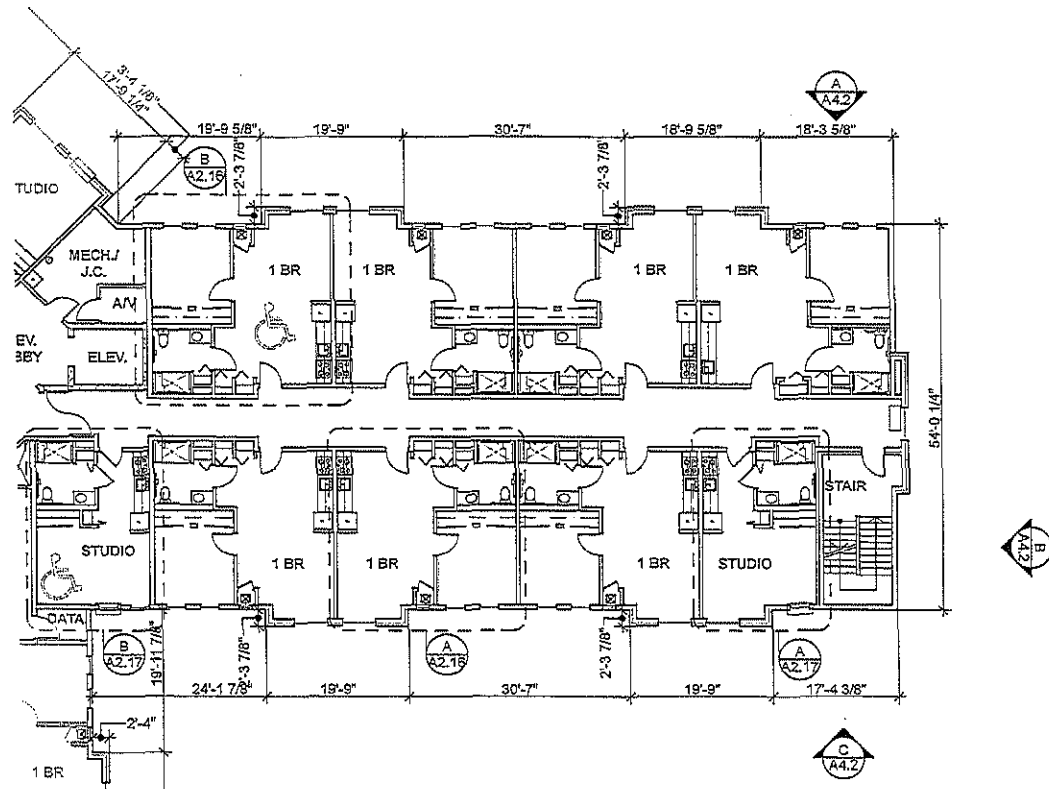 3'-4 1/8"
17'-9 1/4"
A
A4.2
19'-9 5/8"
19'-9"
30'-7"
18'-9 5/8"
18'-3 5/8"
B
A2.16
2'-3 7/8"
2'-3 7/8"
TUDIO
MECH./
J.C.
1 BR
1 BR
1 BR
1 BR
A/V
EV.
BBY
ELEV.
54'-0 1/4"
STAIR
STUDIO
1 BR
1 BR
1 BR
STUDIO
B
A4.2
DATA
B
A2.17
19'-11 7/8"
2'-3 7/8"
A
A2.16
2'-3 7/8"
A
A2.17
24'-1 7/8"
19'-9"
30'-7"
19'-9"
17'-4 3/8"
2'-4"
C
A4.2
1 BR